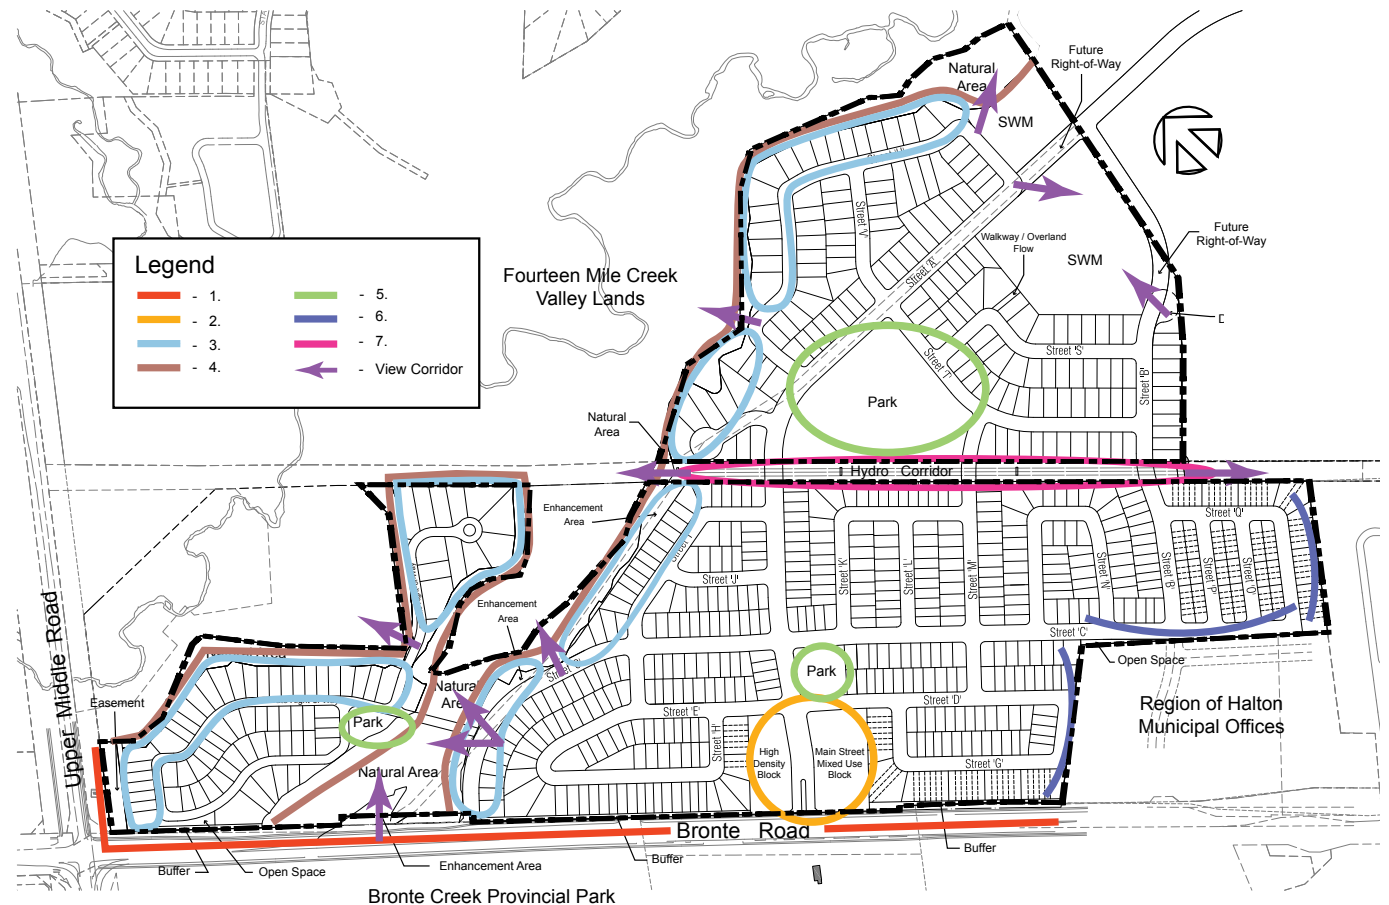 Natural
Area
Future
Right-of-Way
SWM
Legend
- 1.
- 2.
- 3.
- 4.
- 5.
- 6.
- 7.
- View Corridor
Fourteen Mile Creek
Valley Lands
Street 'V'
Street 'A'
Walkway / Overland
Flow
SWM
Future
Right-of-Way
Street 'S'
Street 'T'
Street 'B'
Park
Natural
Area
Hydro Corridor
Enhancement
Area
Street 'Q'
Street 'J'
Street 'K'
Street 'L'
Street 'M'
Street 'N'
Street 'B'
Street 'P'
Street 'O'
Enhancement
Area
Street 'C'
Open Space
Upper Middle Road
Easement
Natural
Area
Park
Park
Street 'E'
Street 'H'
Street 'D'
Street 'G'
High
Density
Block
Main Street
Mixed Use
Block
Region of Halton
Municipal Offices
Natural Area
Bronte Road
Buffer
Open Space
Enhancement Area
Buffer
Buffer
Bronte Creek Provincial Park